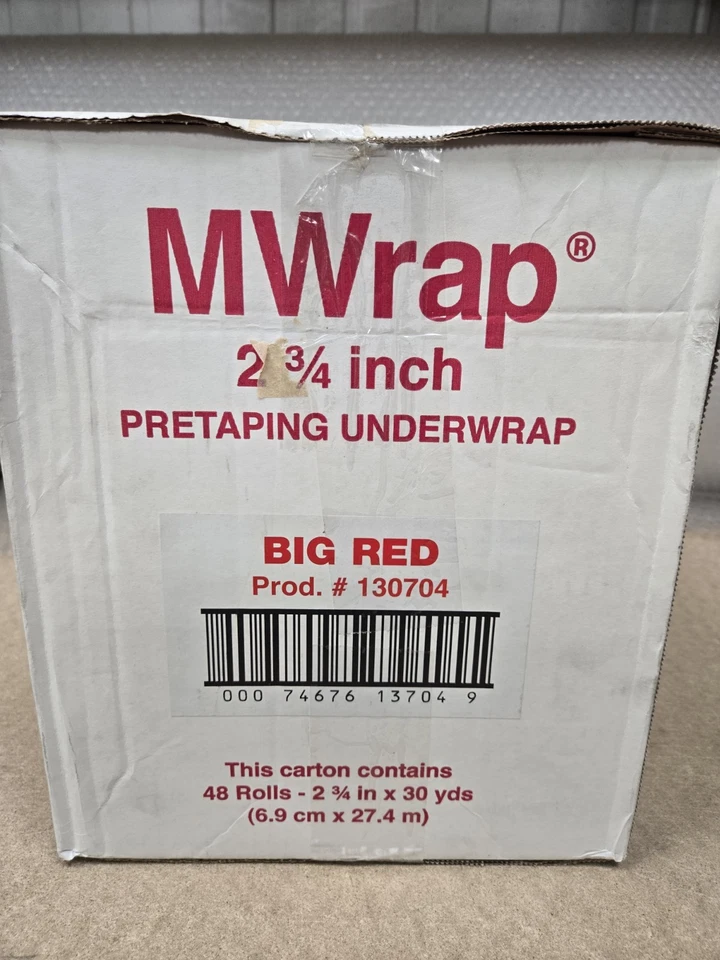 MWrap®
2 ¾ inch
PRETAPING UNDERWRAP
BIG RED
Prod. # 130704
000 74676 13704 9
This carton contains
48 Rolls - 2 ¾ in x 30 yds
(6.9 cm x 27.4 m)